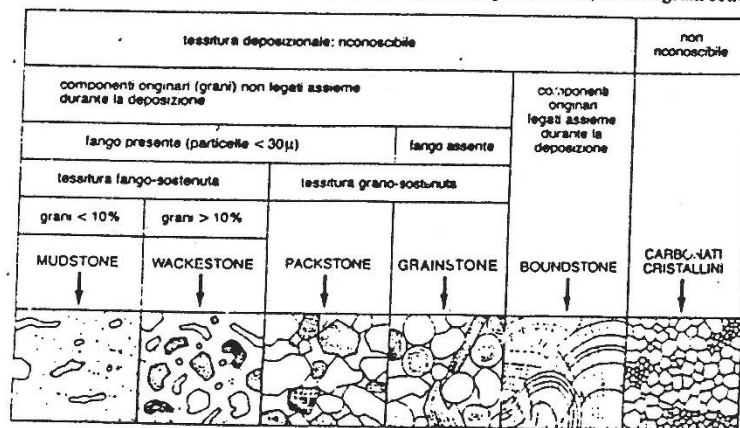 tessitura deposizionale: riconoscibile
non
riconoscibile
componenti originari (grani) non legati assieme
durante la deposizione
componenti
originari
legati assieme
durante la
deposizione
fango presente (particelle < 30µ)
fango assente
tessitura fango-sostenuta
tessitura grano-sostenuta
grani < 10%
grani > 10%
MUDSTONE
WACKESTONE
PACKSTONE
GRAINSTONE
BOUNDSTONE
CARBONATI
CRISTALLINI